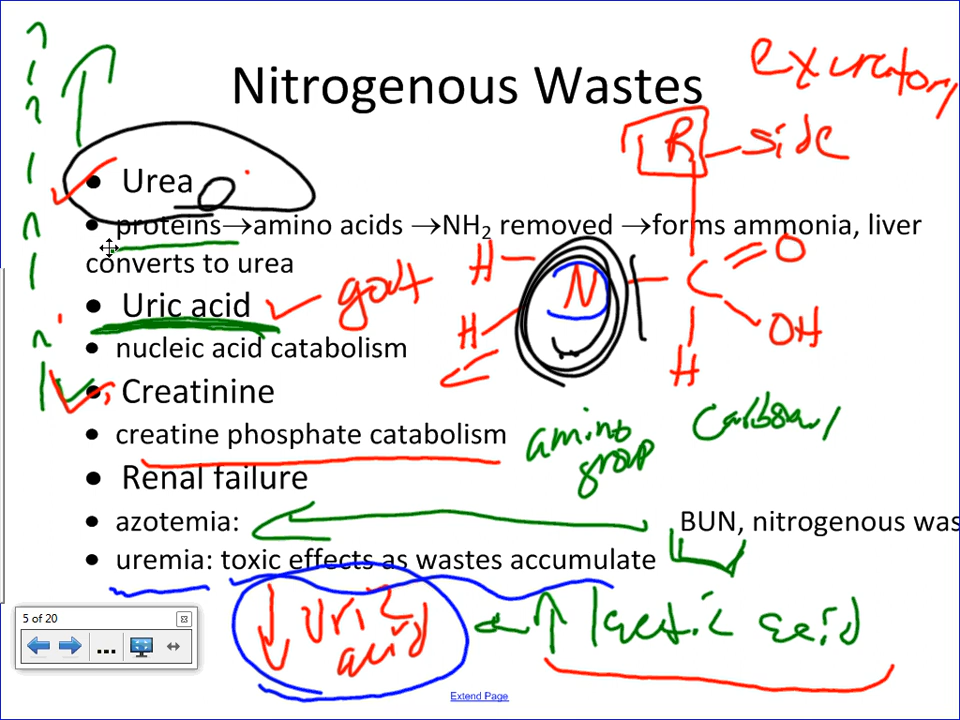 Nitrogenous Wastes
R - side
• Urea
• proteins→amino acids →NH₂ removed →forms ammonia, liver
converts to urea
H N C O
• Uric acid gout
H OH
• nucleic acid catabolism
H
• Creatinine
• creatine phosphate catabolism
amino
group
• Renal failure
• azotemia: BUN, nitrogenous was
• uremia: toxic effects as wastes accumulate
↓ uric
acid
↑ lactic acid
5 of 20
...
Extend Page